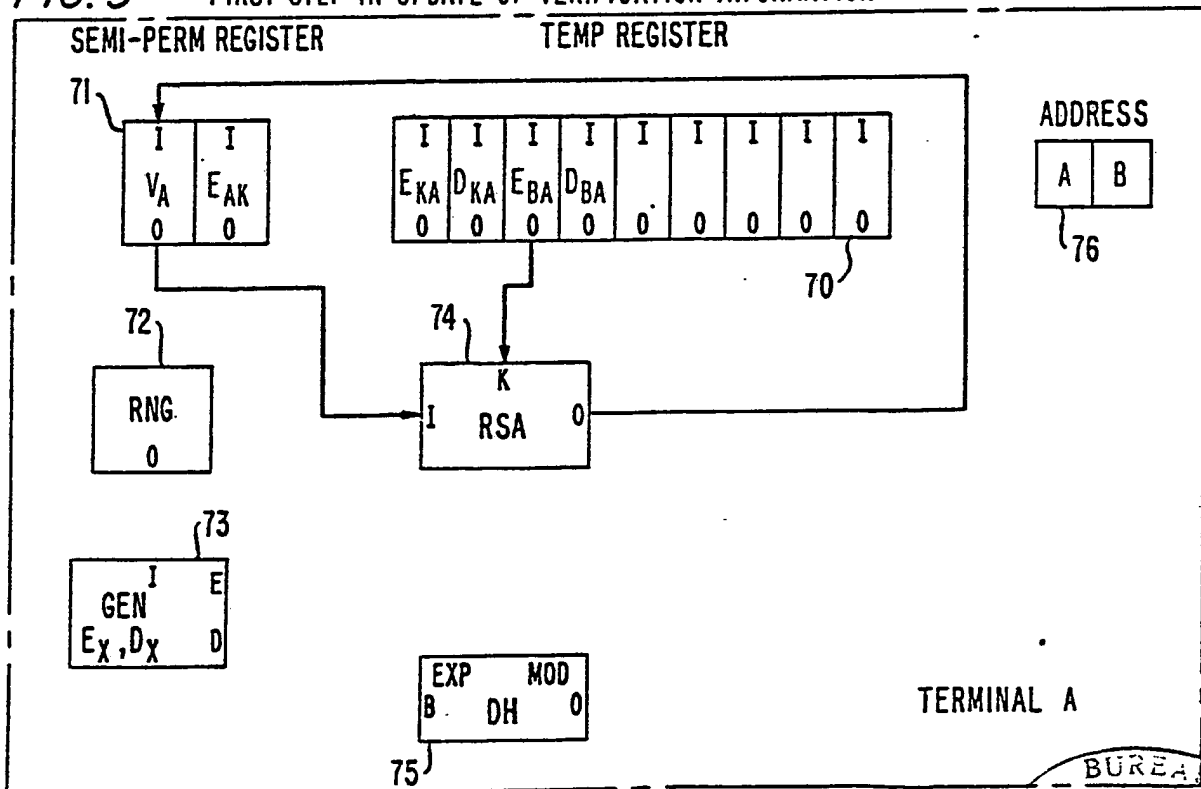 FIG. 5 FIRST STEP IN UPDATE OF VERIFICATION INFORMATION
SEMI-PERM REGISTER TEMP REGISTER
71
I I
V_A E_AK
0 0
I I I I I I I I I
E_KA D_KA E_BA D_BA
0 0 0 0 0 0 0 0 0
70
ADDRESS
A B
76
72
RNG
0
74
K
I RSA 0
73
I E
GEN
E_X, D_X D
EXP MOD
B DH 0
75
TERMINAL A
BUREA